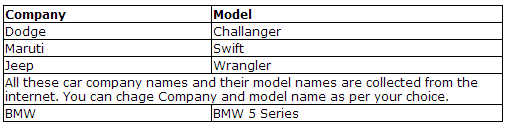 Company Model
Dodge Challanger
Maruti Swift
Jeep Wrangler
All these car company names and their model names are collected from the
internet. You can chage Company and model name as per your choice.
BMW BMW 5 Series